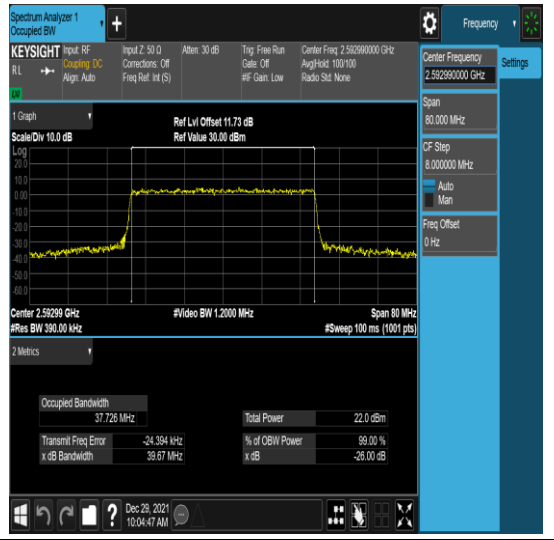 Spectrum Analyzer 1
Occupied BW
Frequency
KEYSIGHT
RL
Input: RF
Coupling: DC
Align: Auto
Input Z: 50 Ω
Corrections: Off
Freq Ref: Int (S)
Atten: 30 dB
Trig: Free Run
Gate: Off
#IF Gain: Low
Center Freq: 2.592990000 GHz
Avg|Hold: 100/100
Radio Std: None
1 Graph
Scale/Div 10.0 dB
Ref Lvl Offset 11.73 dB
Ref Value 30.00 dBm
Log
20.0
10.0
0.00
-10.0
-20.0
-30.0
-40.0
-50.0
-60.0
Center 2.59299 GHz
#Video BW 1.2000 MHz
Span 80 MHz
#Res BW 390.00 kHz
#Sweep 100 ms (1001 pts)
2 Metrics
Occupied Bandwidth
37.726 MHz
Total Power 22.0 dBm
Transmit Freq Error -24.394 kHz
% of OBW Power 99.00 %
x dB Bandwidth 39.67 MHz
x dB -26.00 dB
Dec 29, 2021
10:04:47 AM
Center Frequency
2.592990000 GHz
Settings
Span
80.000 MHz
CF Step
8.000000 MHz
Auto
Man
Freq Offset
0 Hz